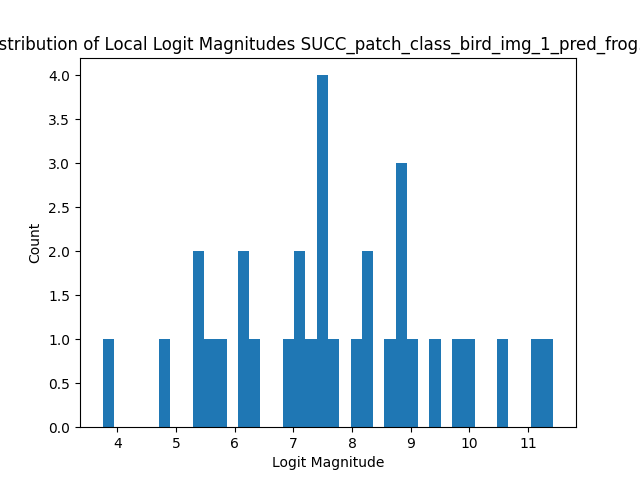 stribution of Local Logit Magnitudes SUCC_patch_class_bird_img_1_pred_frog
4.0
3.5
3.0
2.5
2.0
1.5
1.0
0.5
0.0
Count
4 5 6 7 8 9 10 11
Logit Magnitude